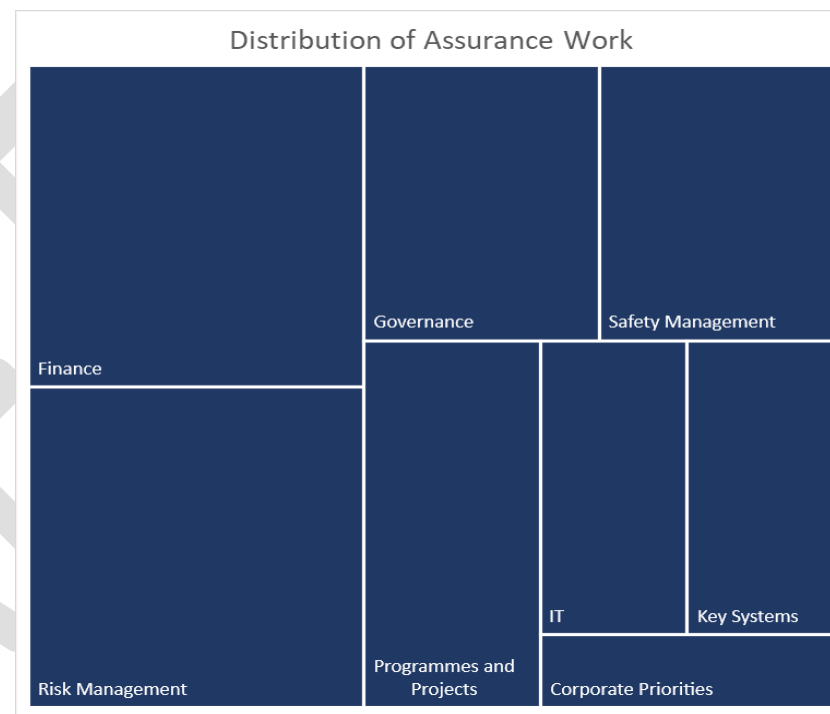 Distribution of Assurance Work
Finance
Governance
Safety Management
Risk Management
Programmes and
Projects
IT
Key Systems
Corporate Priorities